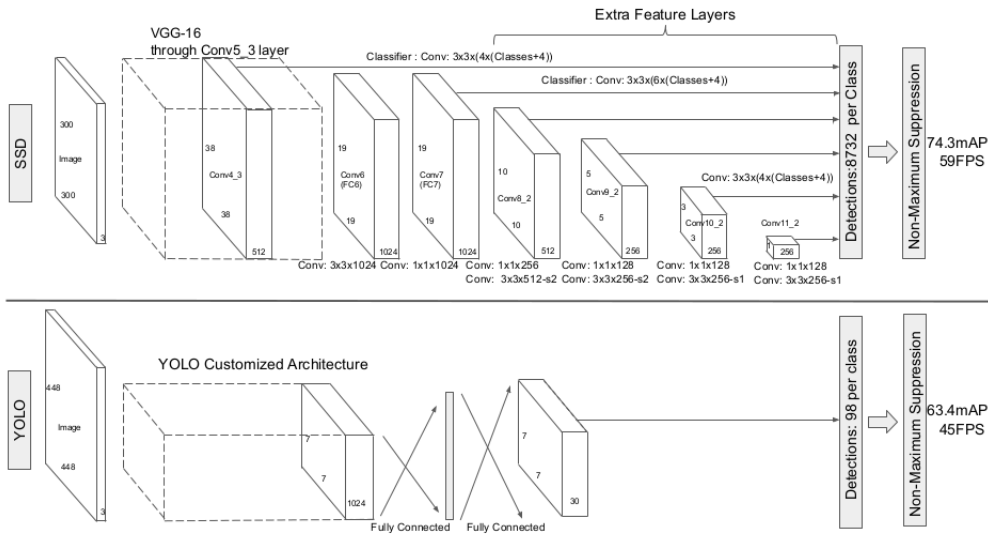 Extra Feature Layers
VGG-16
through Conv5_3 layer
Classifier : Conv: 3x3x(4x(Classes+4))
Classifier : Conv: 3x3x(6x(Classes+4))
SSD
300
Image
300
3
38
Conv4_3
38
512
19
Conv6
(FC6)
19
1024
19
Conv7
(FC7)
19
1024
10
Conv8_2
10
512
5
Conv9_2
5
256
Conv: 3x3x(4x(Classes+4))
3
Conv10_2
3
256
Conv11_2
1
256
Conv: 3x3x1024
Conv: 1x1x1024
Conv: 1x1x256
Conv: 3x3x512-s2
Conv: 1x1x128
Conv: 3x3x256-s2
Conv: 1x1x128
Conv: 3x3x256-s1
Conv: 1x1x128
Conv: 3x3x256-s1
Detections:8732 per Class
Non-Maximum Suppression
74.3mAP
59FPS
YOLO
448
Image
448
3
YOLO Customized Architecture
7
7
1024
Fully Connected
Fully Connected
7
7
30
Detections: 98 per class
Non-Maximum Suppression
63.4mAP
45FPS